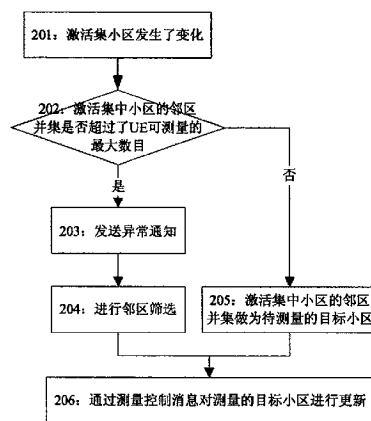 201：激活集小区发生了变化
202：激活集中小区的邻区
并集是否超过了UE可测量的
最大数目
是
否
203：发送异常通知
204：进行邻区筛选
205：激活集中小区的邻区
并集做为待测量的目标小区
206：通过测量控制消息对测量的目标小区进行更新